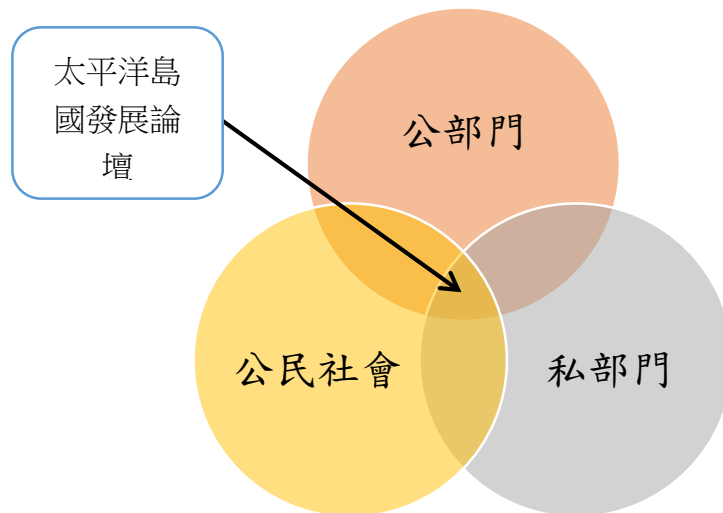 太平洋島
國發展論
壇
公部門
公民社會
私部門